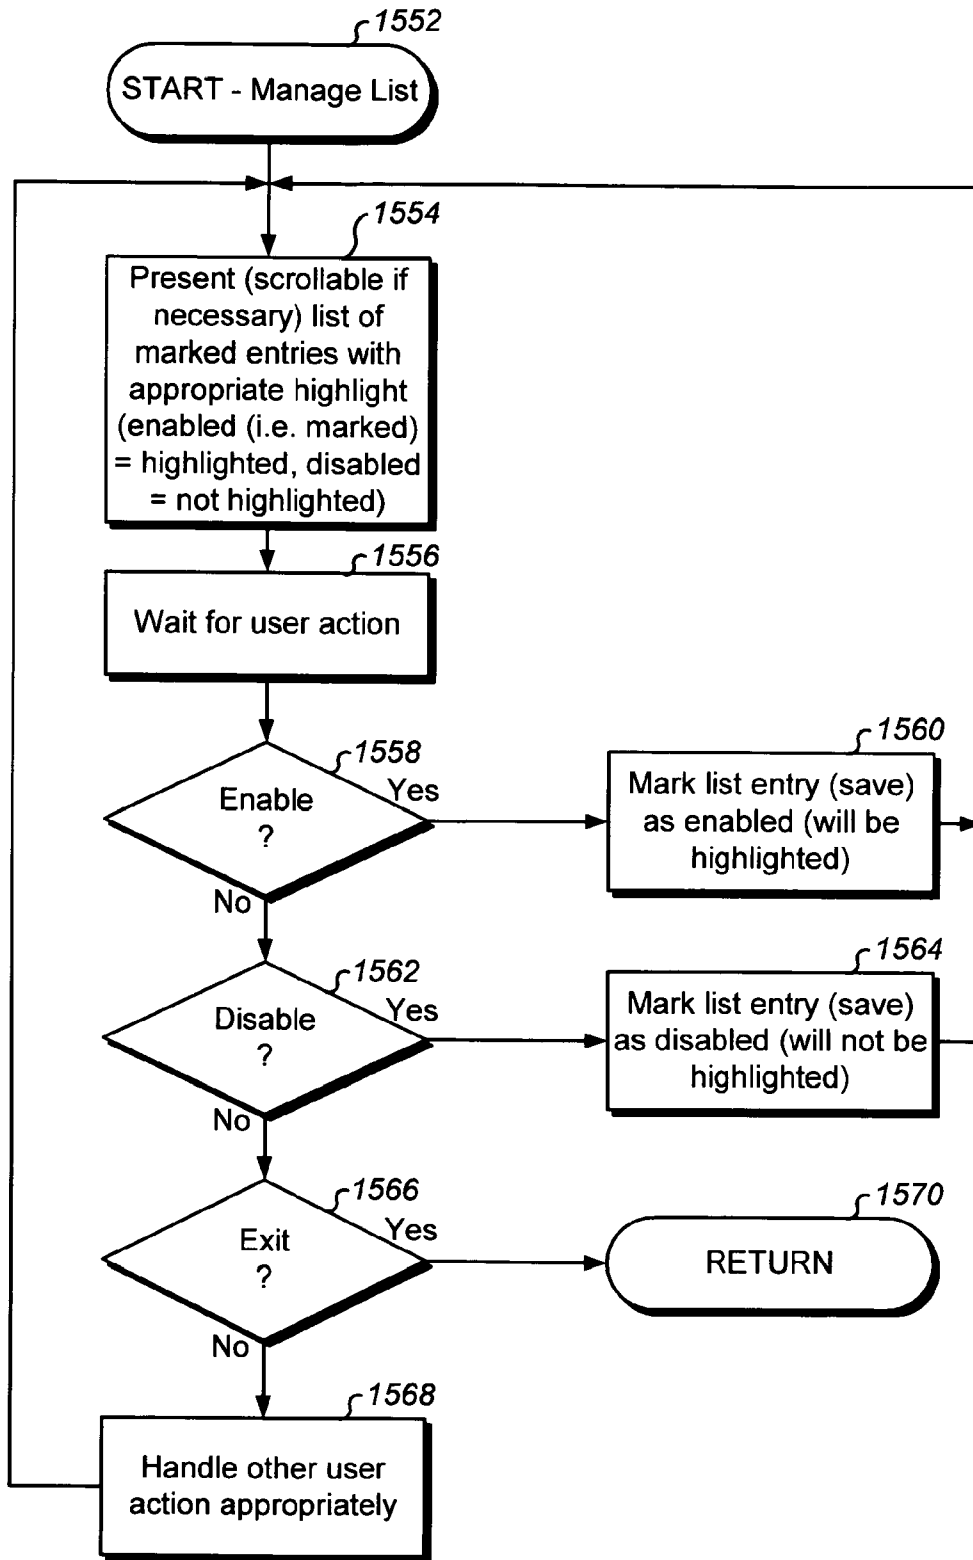 1552
START - Manage List
1554
Present (scrollable if
necessary) list of
marked entries with
appropriate highlight
(enabled (i.e. marked)
= highlighted, disabled
= not highlighted)
1556
Wait for user action
1558
Enable
?
Yes
No
1560
Mark list entry (save)
as enabled (will be
highlighted)
1562
Disable
?
Yes
No
1564
Mark list entry (save)
as disabled (will not be
highlighted)
1566
Exit
?
Yes
No
1570
RETURN
1568
Handle other user
action appropriately